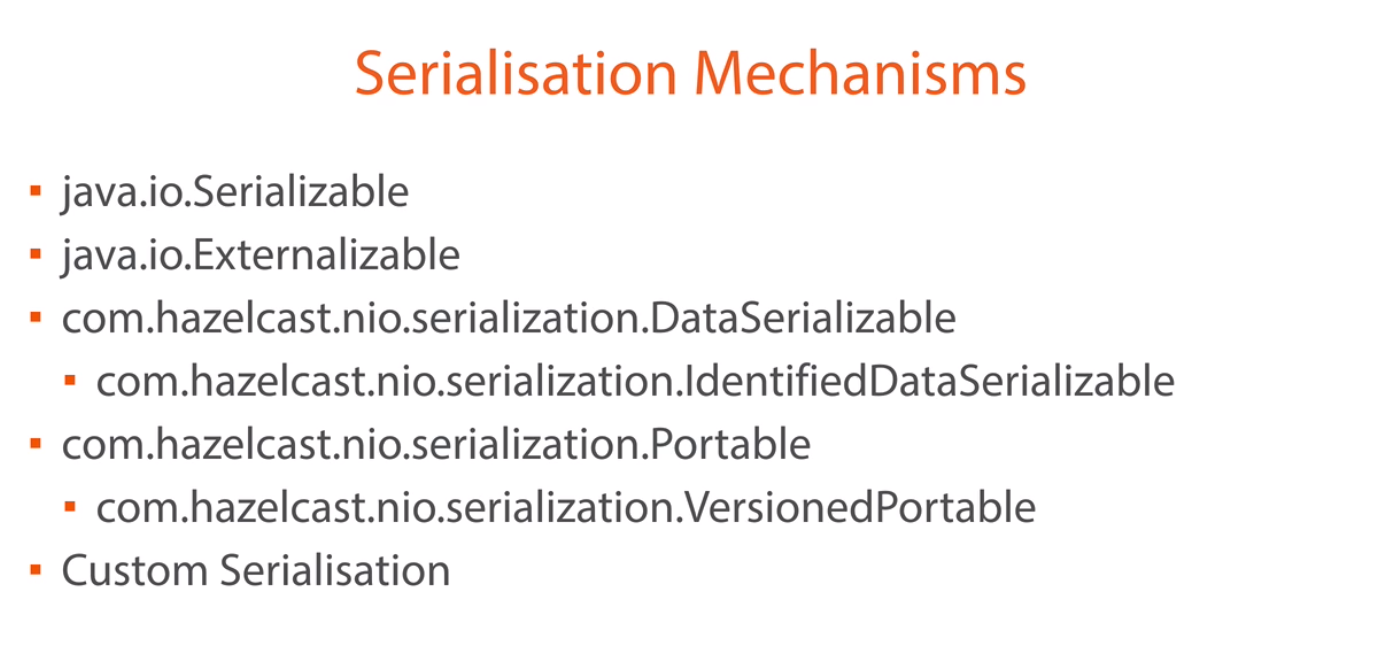 Serialisation Mechanisms
java.io.Serializable
java.io.Externalizable
com.hazelcast.nio.serialization.DataSerializable
com.hazelcast.nio.serialization.IdentifiedDataSerializable
com.hazelcast.nio.serialization.Portable
com.hazelcast.nio.serialization.VersionedPortable
Custom Serialisation